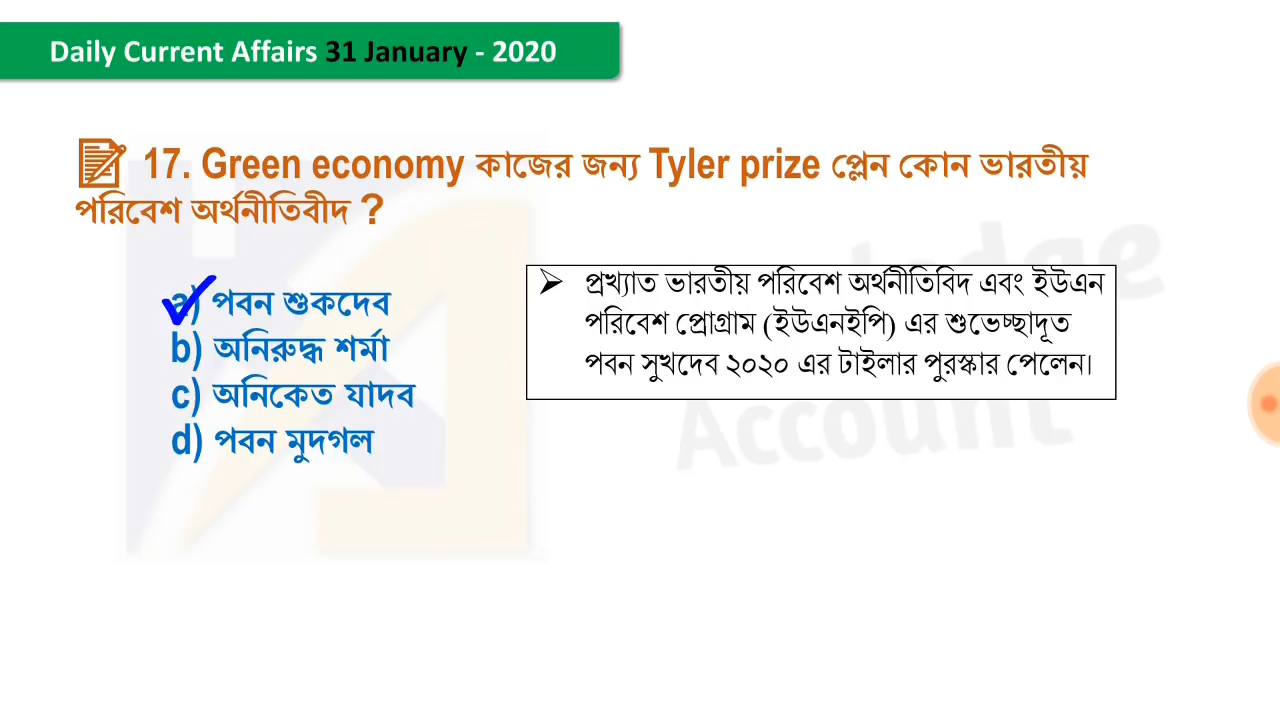 Daily Current Affairs 31 January - 2020
17. Green economy কাজের জন্য Tyler prize প্লেন কোন ভারতীয়
পরিবেশ অর্থনীতিবীদ ?
a) পবন শুকদেব
b) অনিরুদ্ধ শর্মা
c) অনিকেত যাদব
d) পবন মুদগল
➢ প্রখ্যাত ভারতীয় পরিবেশ অর্থনীতিবিদ এবং ইউএন
পরিবেশ প্রোগ্রাম (ইউএনইপি) এর শুভেচ্ছাদূত
পবন সুখদেব ২০২০ এর টাইলার পুরস্কার পেলেন।
Account